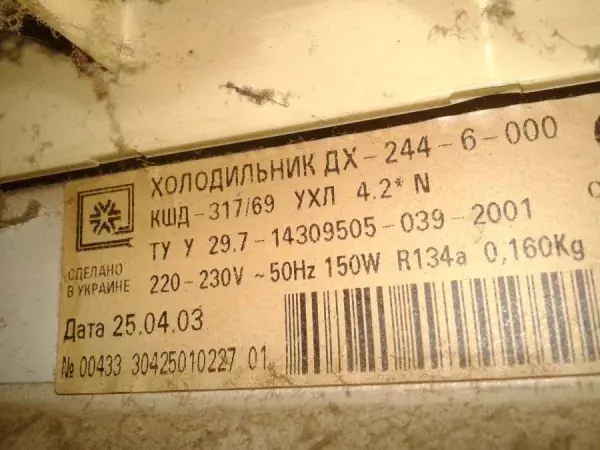 ХОЛОДИЛЬНИК ДХ-244-6-000
КШД-317/69 УХЛ 4.2* N
ТУ У 29.7-14309505-039-2001
СДЕЛАНО
В УКРАИНЕ
220-230V ~50Hz 150W R134a 0,160Kg
Дата 25.04.03
№ 00433 30425010227 01